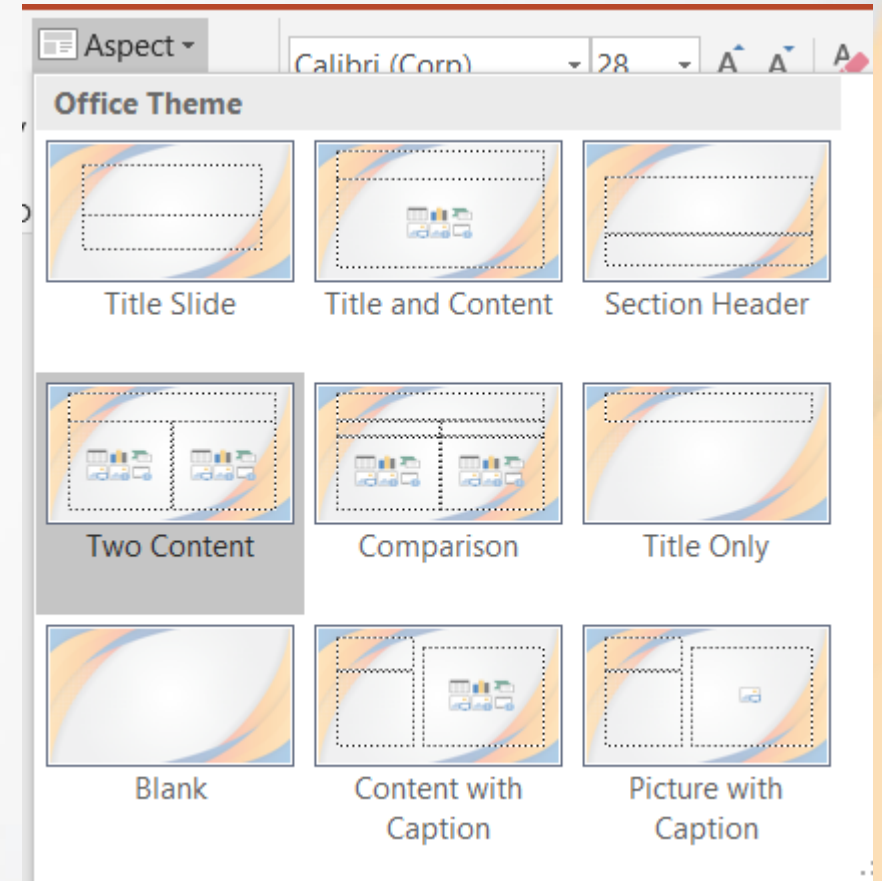 Aspect
Calibri (Corp) 28 A A A
Office Theme
Title Slide Title and Content Section Header
Two Content Comparison Title Only
Blank Content with Caption Picture with Caption